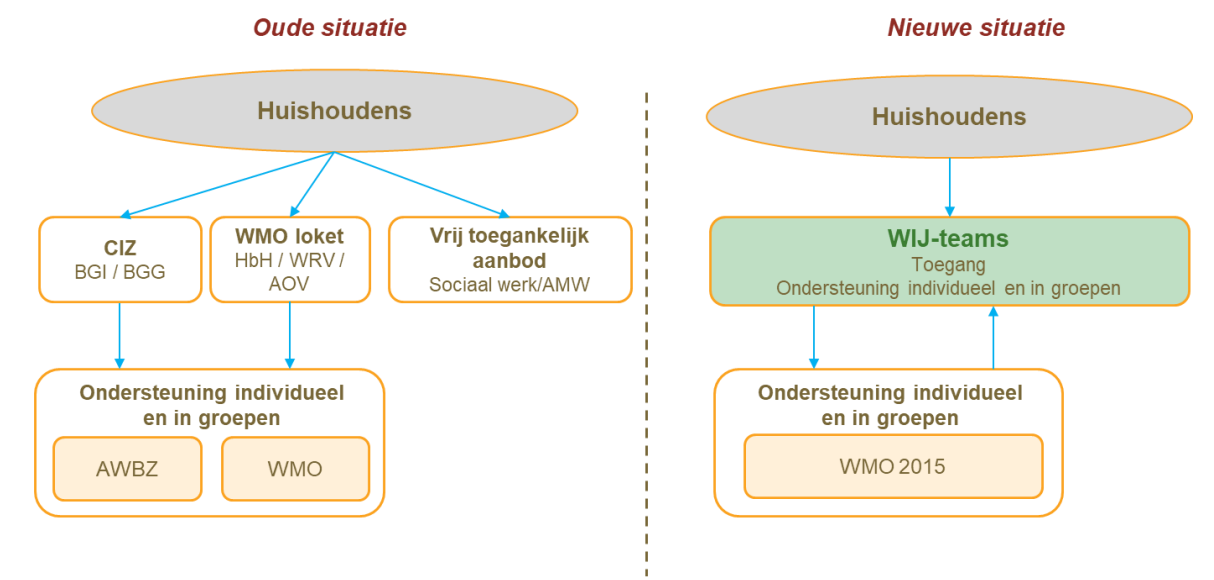 Oude situatie
Huishoudens
CIZ
BGI / BGG
WMO loket
HbH / WRV /
AOV
Vrij toegankelijk
aanbod
Sociaal werk/AMW
Ondersteuning individueel
en in groepen
AWBZ
WMO
Nieuwe situatie
Huishoudens
WIJ-teams
Toegang
Ondersteuning individueel en in groepen
Ondersteuning individueel
en in groepen
WMO 2015